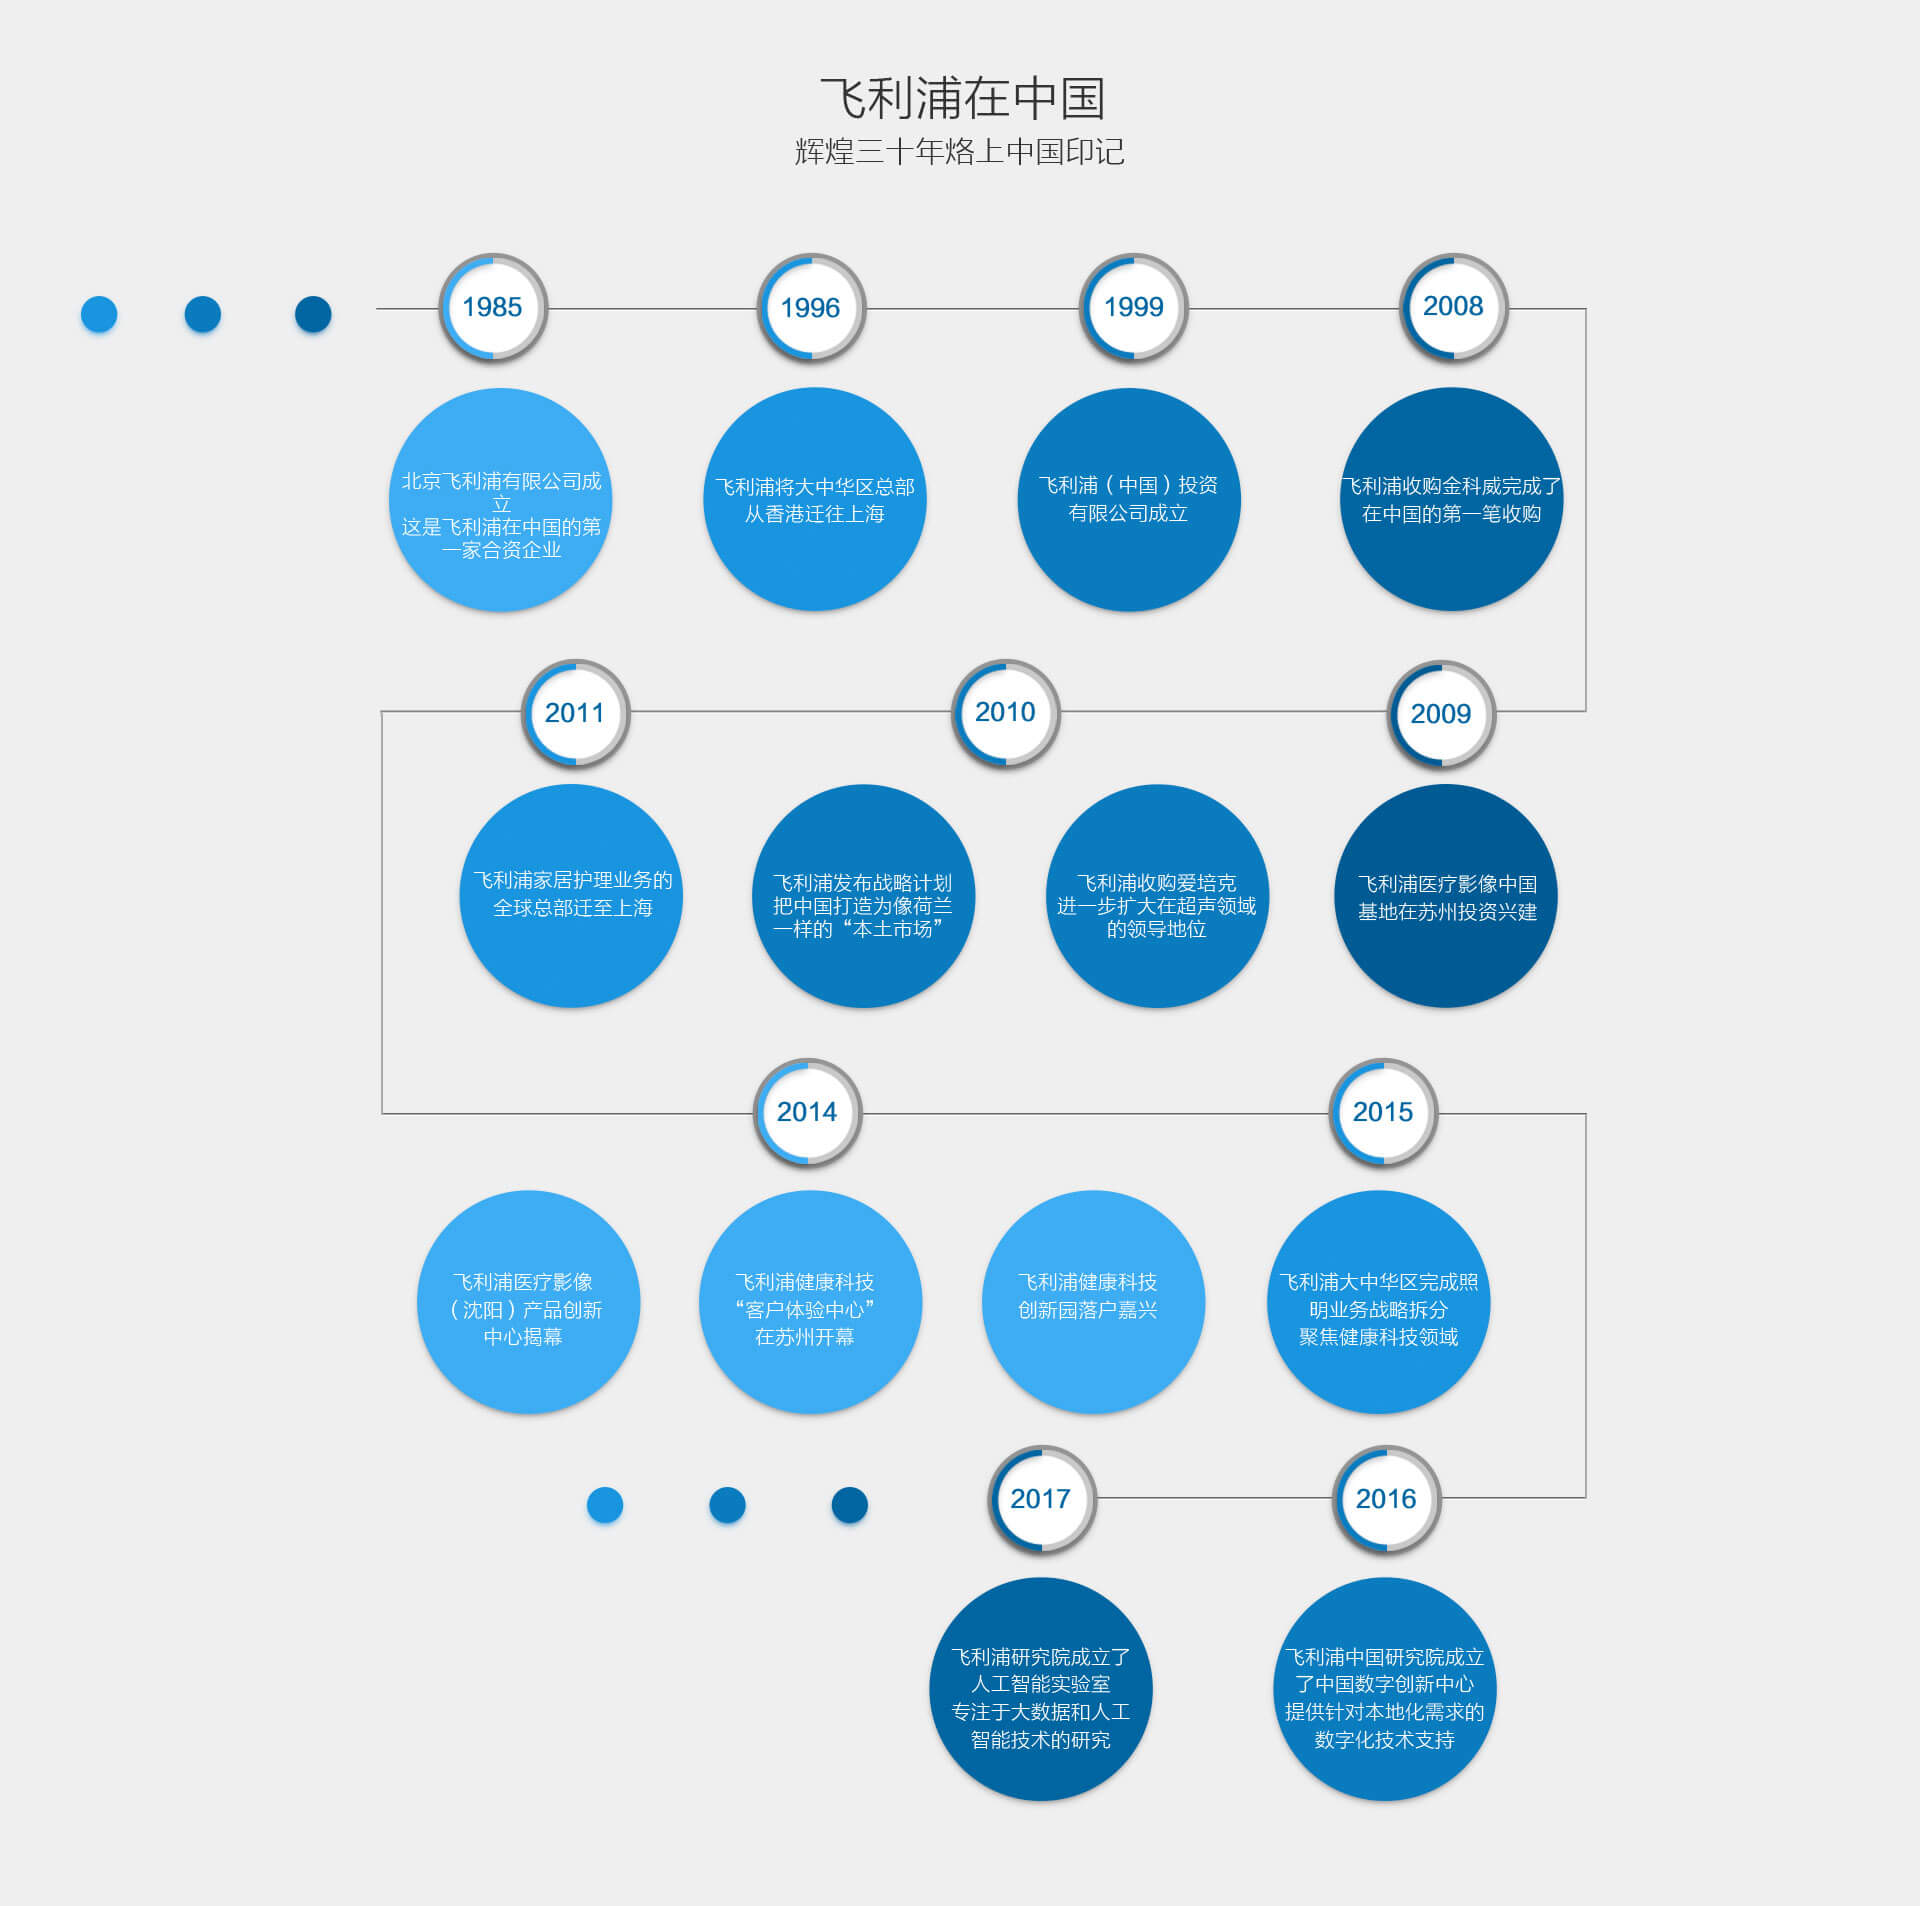 飞利浦在中国
辉煌三十年烙上中国印记
1985
1996
1999
2008
北京飞利浦有限公司成
立
这是飞利浦在中国的第
一家合资企业
飞利浦将大中华区总部
从香港迁往上海
飞利浦（中国）投资
有限公司成立
飞利浦收购金科威完成了
在中国的第一笔收购
2011
2010
2009
飞利浦家居护理业务的
全球总部迁至上海
飞利浦发布战略计划
把中国打造为像荷兰
一样的“本土市场”
飞利浦收购爱培克
进一步扩大在超声领域
的领导地位
飞利浦医疗影像中国
基地在苏州投资兴建
2014
2015
飞利浦医疗影像
（沈阳）产品创新
中心揭幕
飞利浦健康科技
“客户体验中心”
在苏州开幕
飞利浦健康科技
创新园落户嘉兴
飞利浦大中华区完成照
明业务战略拆分
聚焦健康科技领域
2017
2016
飞利浦研究院成立了
人工智能实验室
专注于大数据和人工
智能技术的研究
飞利浦中国研究院成立
了中国数字创新中心
提供针对本地化需求的
数字化技术支持